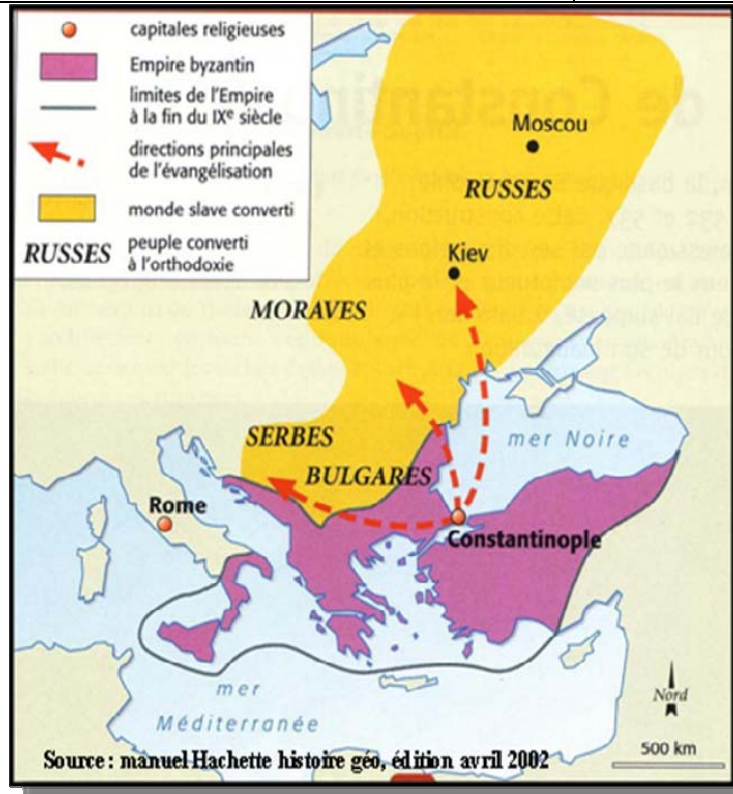 capitales religieuses
Empire byzantin
limites de l'Empire
à la fin du IXe siècle
directions principales
de l'évangélisation
monde slave converti
RUSSES
peuple converti
à l'orthodoxie
de Constantino
Moscou
RUSSES
Kiev
MORAVES
SERBES
mer Noire
BULGARES
Rome
Constantinople
mer
Méditerranée
Nord
500 km
Source : manuel Hachette histoire géo, édition avril 2002